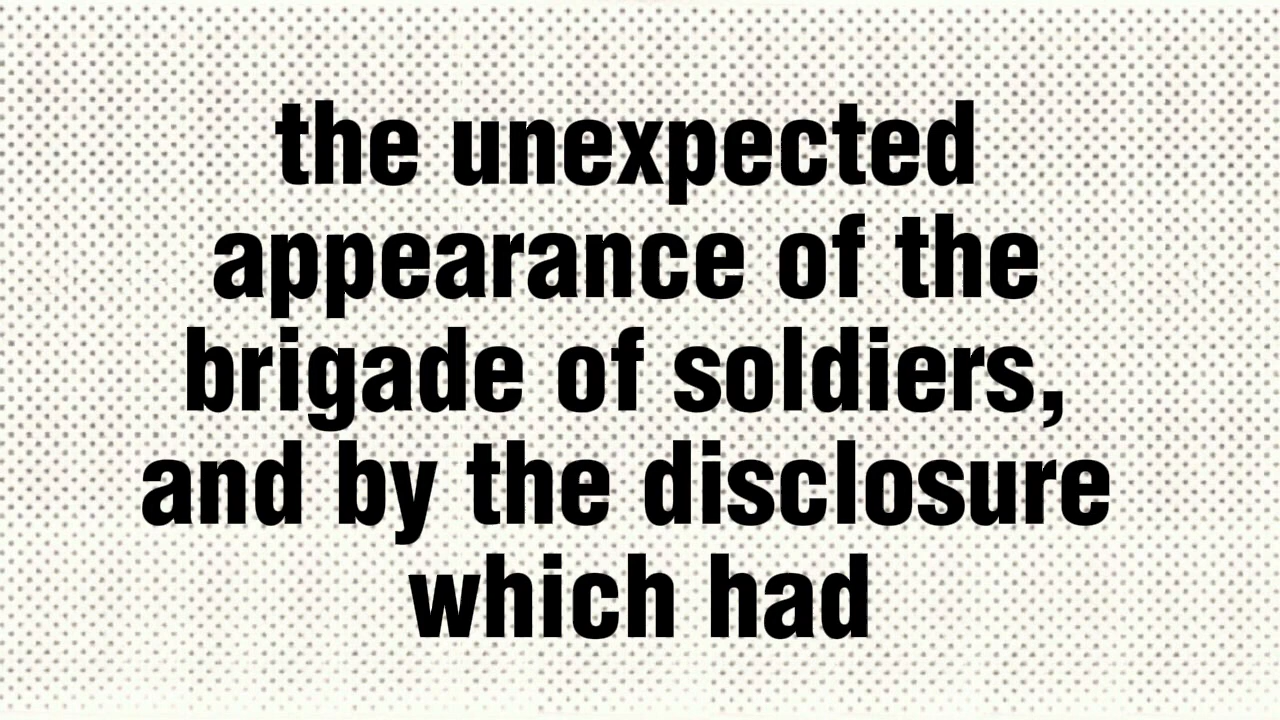 the unexpected
appearance of the
brigade of soldiers,
and by the disclosure
which had